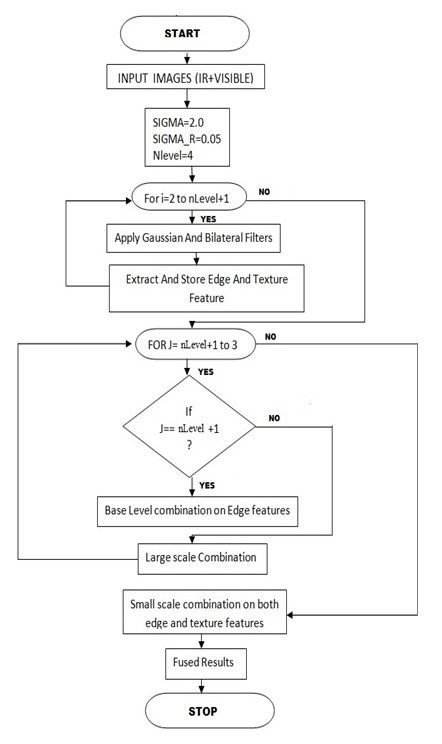 START
INPUT IMAGES (IR+VISIBLE)
SIGMA=2.0
SIGMA_R=0.05
Nlevel=4
For i=2 to nLevel+1
NO
YES
Apply Gaussian And Bilateral Filters
Extract And Store Edge And Texture
Feature
FOR J= nLevel+1 to 3
NO
YES
If
J== nLevel +1
?
NO
YES
Base Level combination on Edge features
Large scale Combination
Small scale combination on both
edge and texture features
Fused Results
STOP